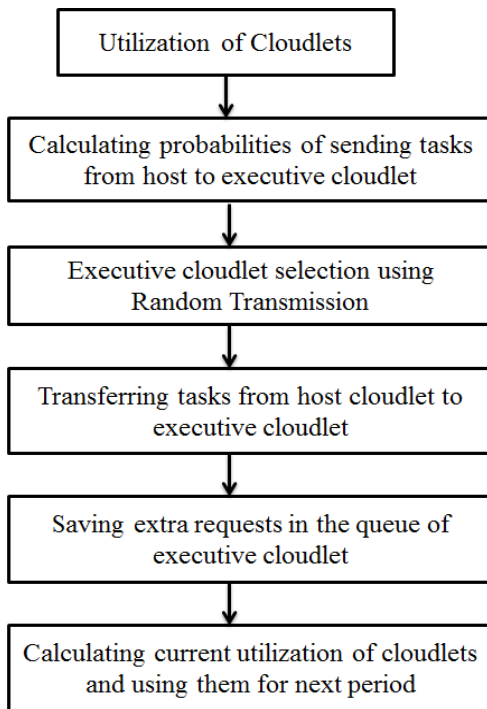 Utilization of Cloudlets
Calculating probabilities of sending tasks
from host to executive cloudlet
Executive cloudlet selection using
Random Transmission
Transferring tasks from host cloudlet to
executive cloudlet
Saving extra requests in the queue of
executive cloudlet
Calculating current utilization of cloudlets
and using them for next period